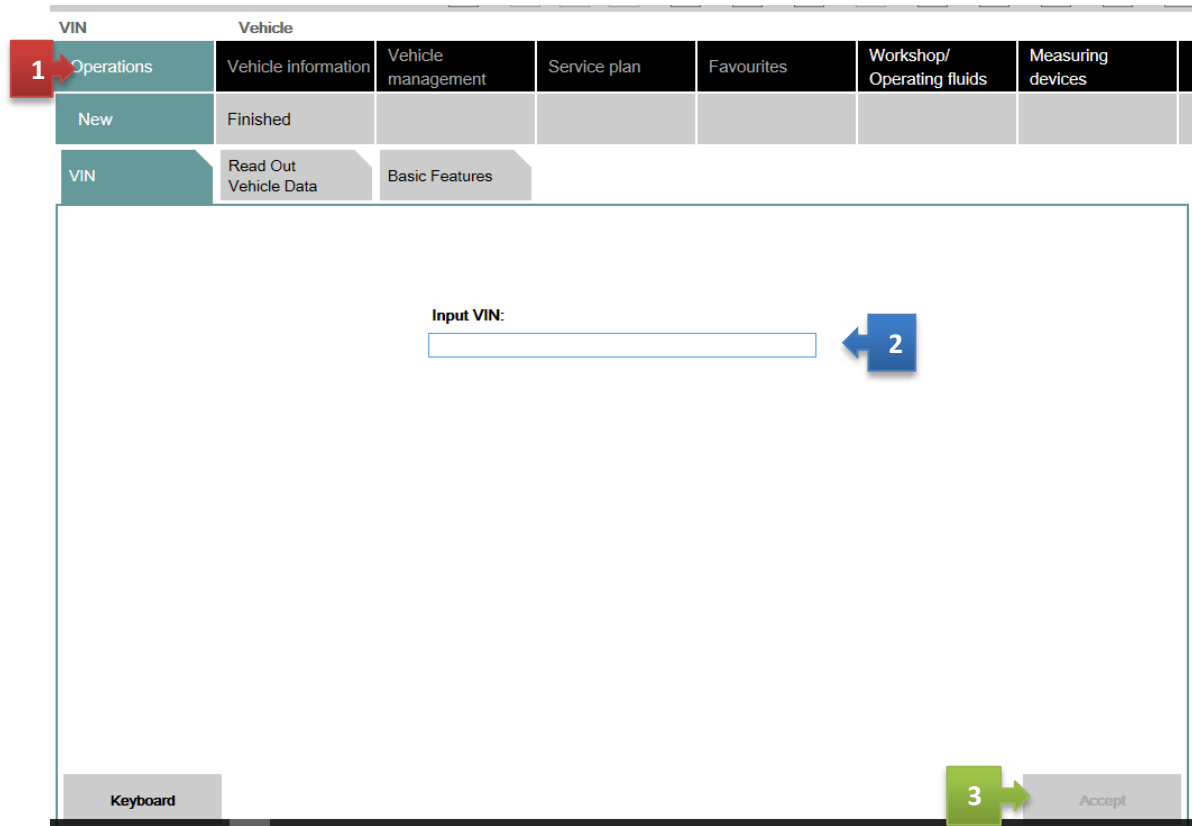 VIN Vehicle
1 Operations Vehicle information Vehicle management Service plan Favourites Workshop/ Operating fluids Measuring devices
New Finished
VIN Read Out Vehicle Data Basic Features
Input VIN:
2
Keyboard 3 Accept